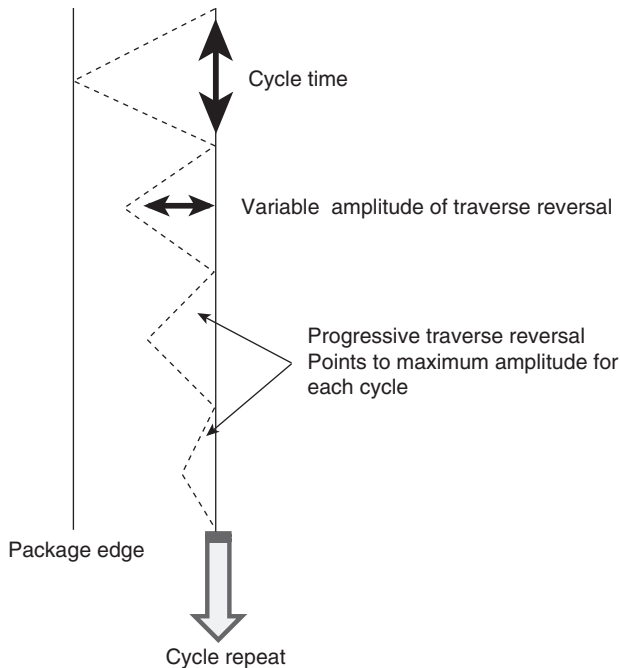 Cycle time
Variable amplitude of traverse reversal
Progressive traverse reversal
Points to maximum amplitude for
each cycle
Package edge
Cycle repeat